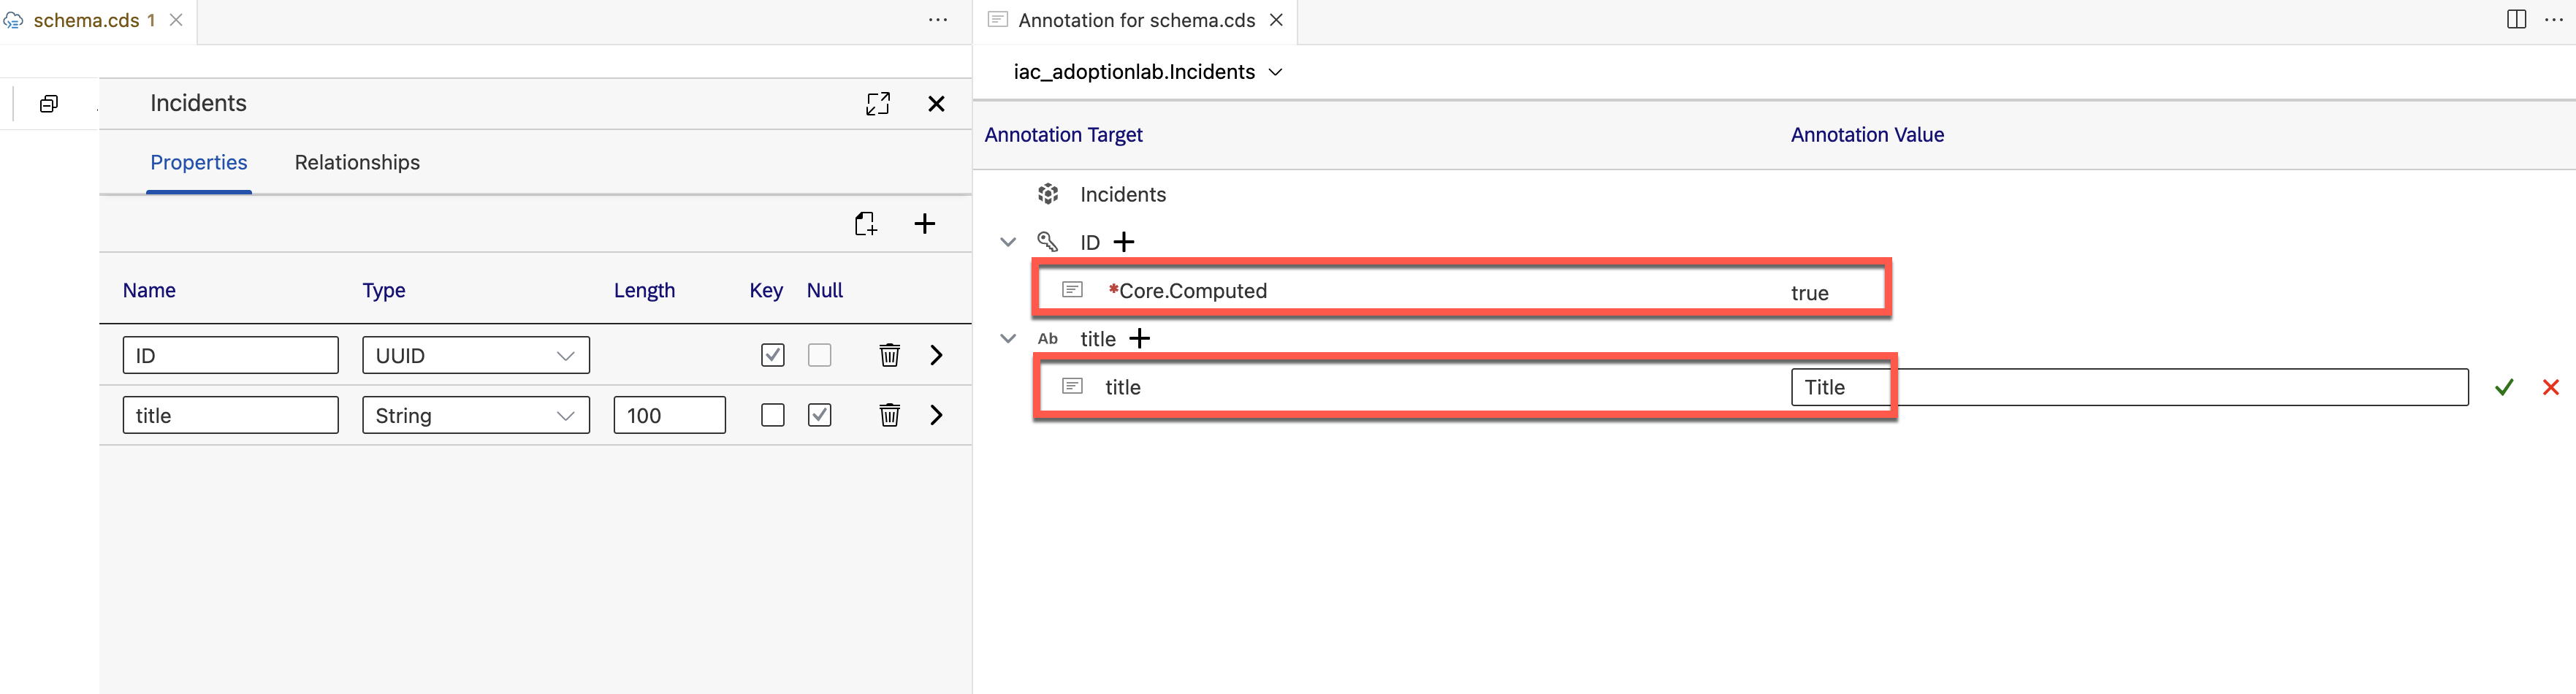 schema.cds 1
Incidents
Properties Relationships
Name Type Length Key Null
ID UUID
title String 100
Annotation for schema.cds
iac_adoptionlab.Incidents
Annotation Target Annotation Value
Incidents
ID
*Core.Computed true
Ab title
title Title